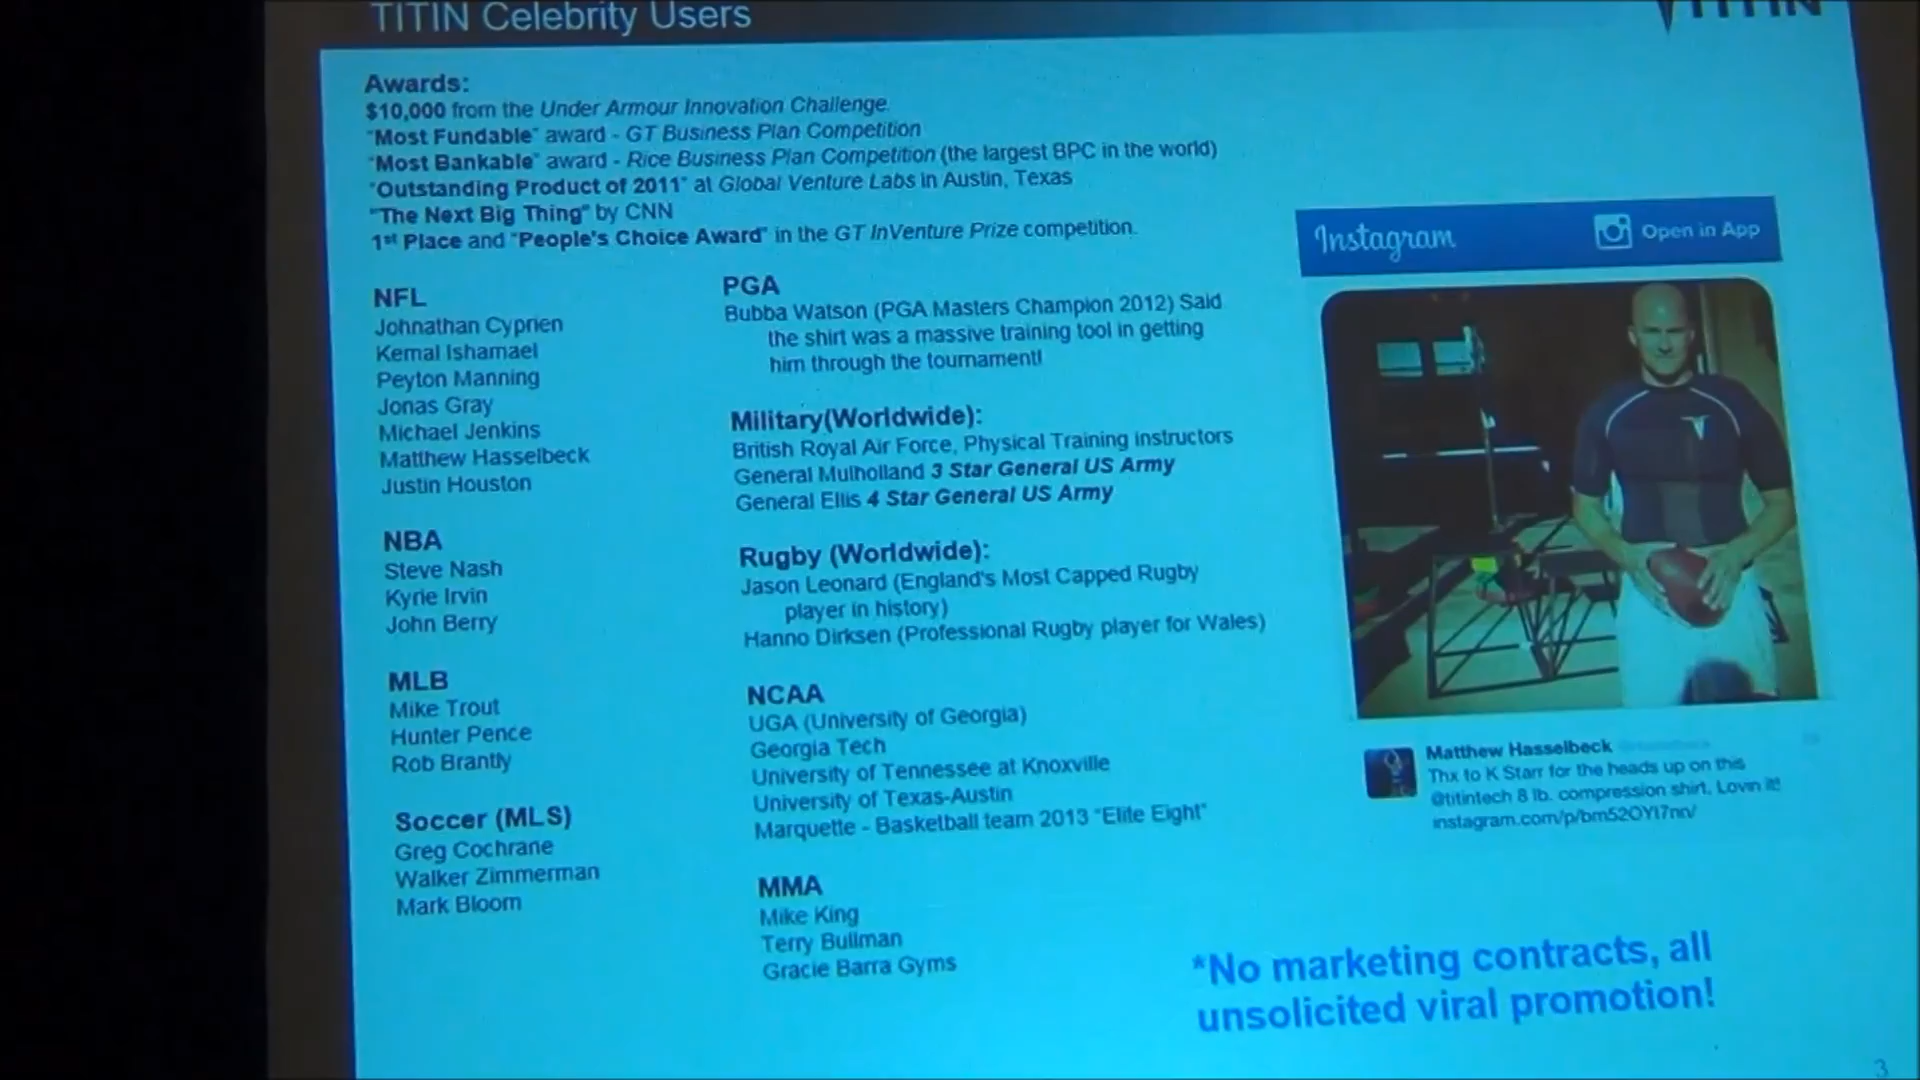 TITIN Celebrity Users
TITIN
Awards:
$10,000 from the Under Armour Innovation Challenge.
"Most Fundable" award - GT Business Plan Competition
"Most Bankable" award - Rice Business Plan Competition (the largest BPC in the world)
"Outstanding Product of 2011" at Global Venture Labs in Austin, Texas
"The Next Big Thing" by CNN
1st Place and "People's Choice Award" in the GT InVenture Prize competition.
NFL
Johnathan Cyprien
Kemal Ishamael
Peyton Manning
Jonas Gray
Michael Jenkins
Matthew Hasselbeck
Justin Houston
NBA
Steve Nash
Kyrie Irvin
John Berry
MLB
Mike Trout
Hunter Pence
Rob Brantly
Soccer (MLS)
Greg Cochrane
Walker Zimmerman
Mark Bloom
PGA
Bubba Watson (PGA Masters Champion 2012) Said
the shirt was a massive training tool in getting
him through the tournament!
Military(Worldwide):
British Royal Air Force, Physical Training instructors
General Mulholland 3 Star General US Army
General Ellis 4 Star General US Army
Rugby (Worldwide):
Jason Leonard (England's Most Capped Rugby
player in history)
Hanno Dirksen (Professional Rugby player for Wales)
NCAA
UGA (University of Georgia)
Georgia Tech
University of Tennessee at Knoxville
University of Texas-Austin
Marquette - Basketball team 2013 "Elite Eight"
MMA
Mike King
Terry Bullman
Gracie Barra Gyms
Instagram
Open in App
Matthew Hasselbeck
Thx to K Starr for the heads up on this
@titintech 8 lb. compression shirt. Lovin it!
instagram.com/p/bm52OYI7nn/
*No marketing contracts, all
unsolicited viral promotion!
3